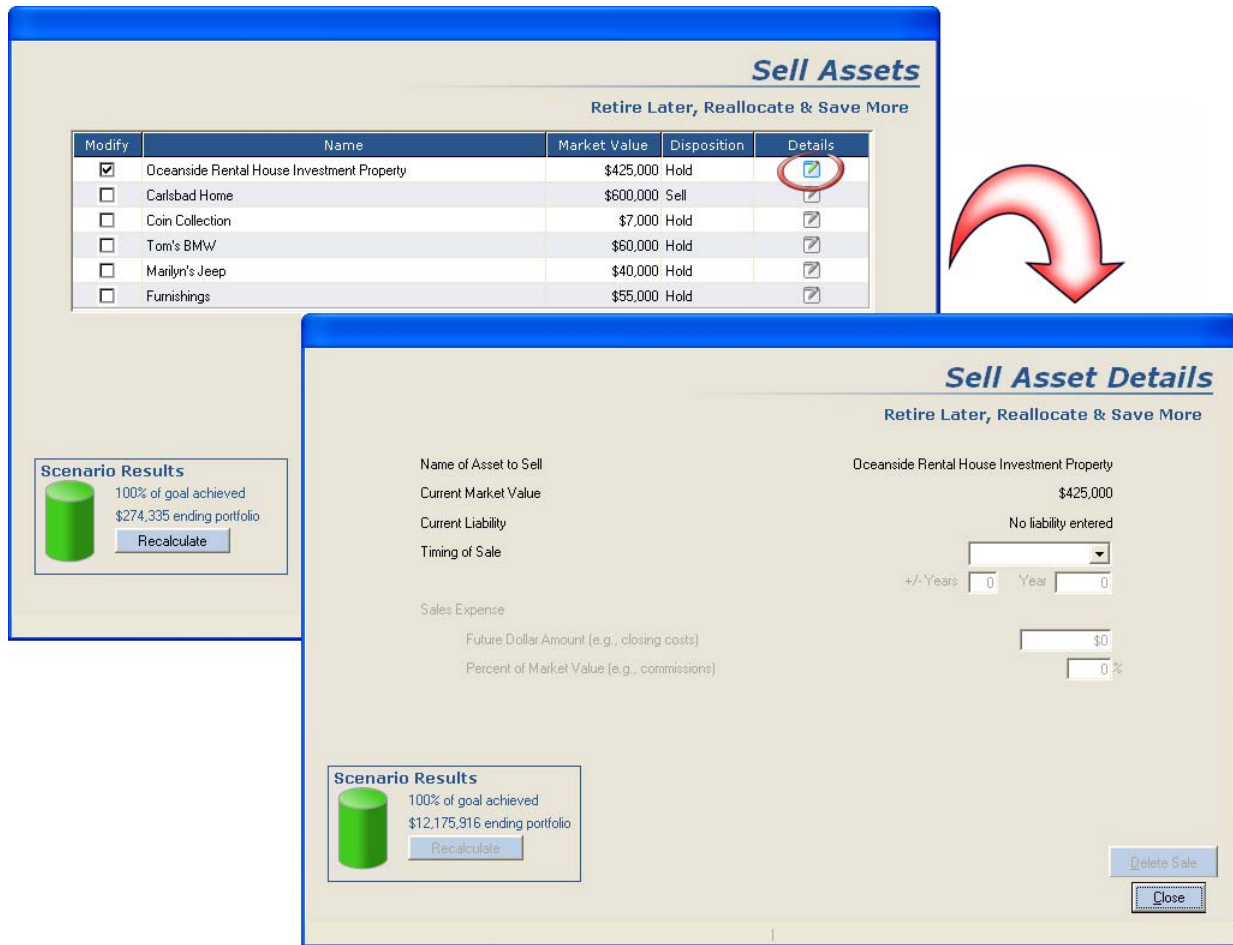 Sell Assets
Retire Later, Reallocate & Save More
Modify Name Market Value Disposition Details
Oceanside Rental House Investment Property $425,000 Hold
Carlsbad Home $600,000 Sell
Coin Collection $7,000 Hold
Tom's BMW $60,000 Hold
Marilyn's Jeep $40,000 Hold
Furnishings $55,000 Hold
Scenario Results
100% of goal achieved
$274,335 ending portfolio
Recalculate
Sell Asset Details
Retire Later, Reallocate & Save More
Name of Asset to Sell Oceanside Rental House Investment Property
Current Market Value $425,000
Current Liability No liability entered
Timing of Sale
+/- Years 0 Year 0
Sales Expense
Future Dollar Amount (e.g., closing costs) $0
Percent of Market Value (e.g., commissions) 0 %
Scenario Results
100% of goal achieved
$12,175,916 ending portfolio
Recalculate
Delete Sale
Close